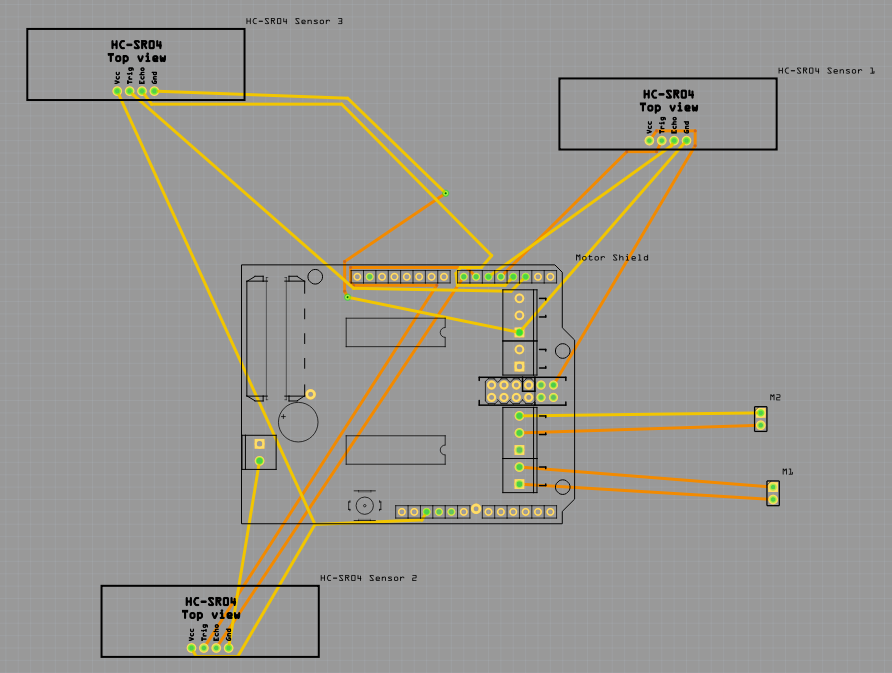 HC-SR04 Sensor 3
HC-SR04
Top view
Vcc
Trig
Echo
Gnd
HC-SR04 Sensor 1
HC-SR04
Top view
Vcc
Trig
Echo
Gnd
Motor Shield
+
M2
M1
HC-SR04 Sensor 2
HC-SR04
Top view
Vcc
Trig
Echo
Gnd